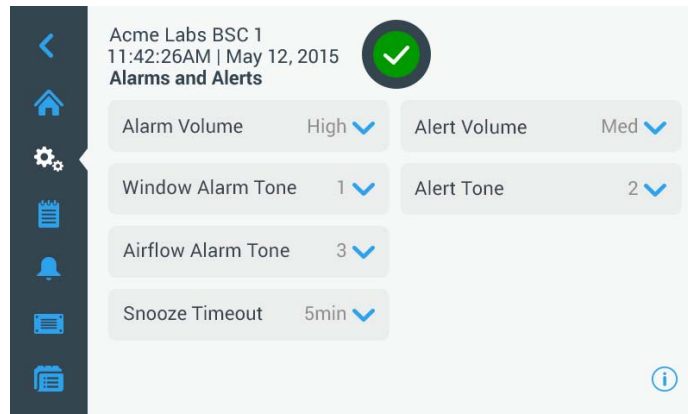 Acme Labs BSC 1
11:42:26AM | May 12, 2015
Alarms and Alerts
Alarm Volume High
Alert Volume Med
Window Alarm Tone 1
Alert Tone 2
Airflow Alarm Tone 3
Snooze Timeout 5min
i